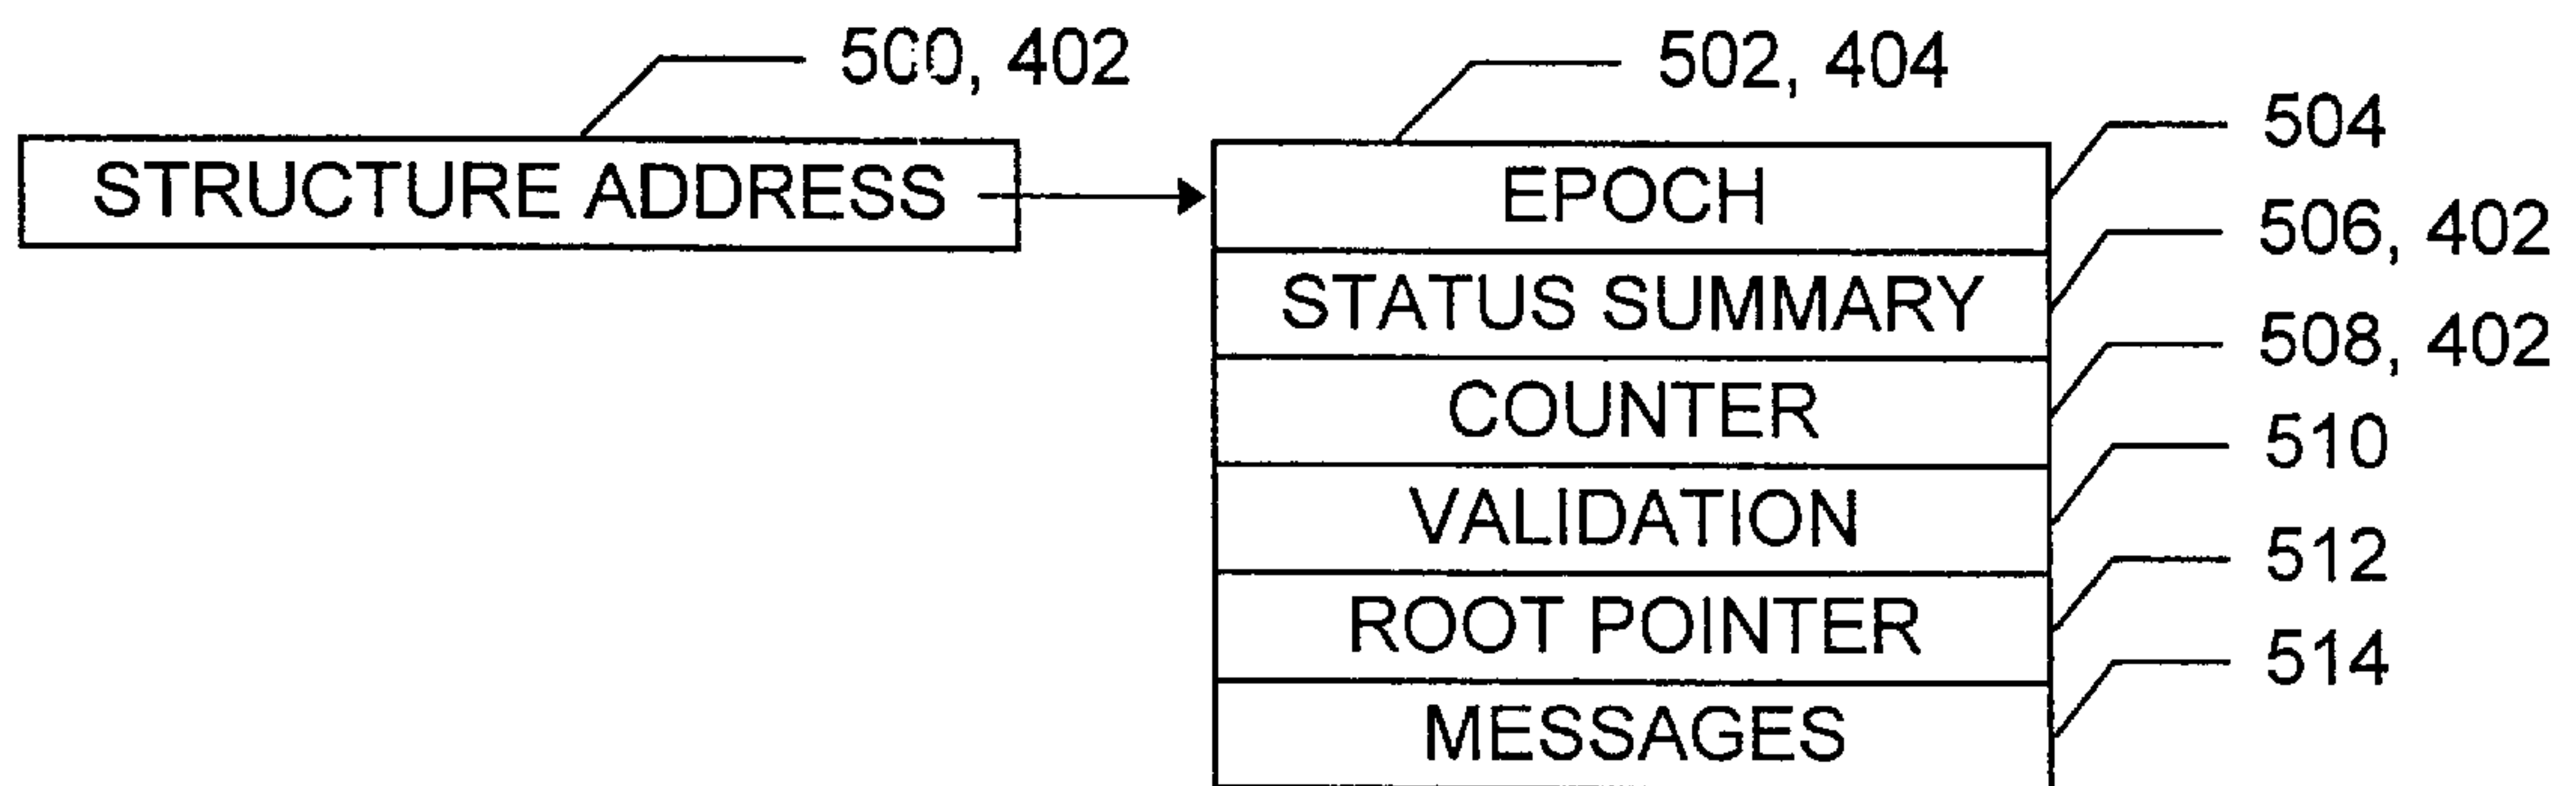 500, 402
502, 404
504
STRUCTURE ADDRESS
EPOCH
506, 402
STATUS SUMMARY
508, 402
COUNTER
510
VALIDATION
512
ROOT POINTER
514
MESSAGES